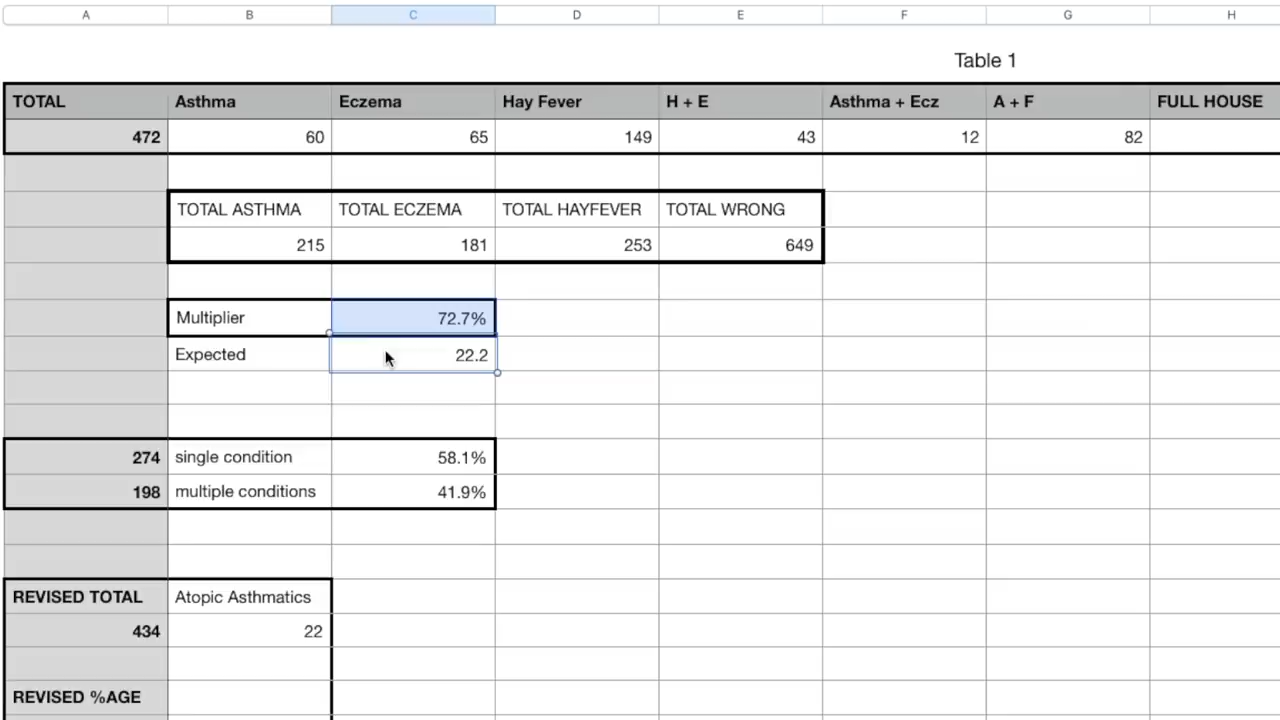 A B C D E F G H
Table 1
TOTAL Asthma Eczema Hay Fever H + E Asthma + Ecz A + F FULL HOUSE
472 60 65 149 43 12 82
TOTAL ASTHMA TOTAL ECZEMA TOTAL HAYFEVER TOTAL WRONG
215 181 253 649
Multiplier 72.7%
Expected 22.2
274 single condition 58.1%
198 multiple conditions 41.9%
REVISED TOTAL Atopic Asthmatics
434 22
REVISED %AGE